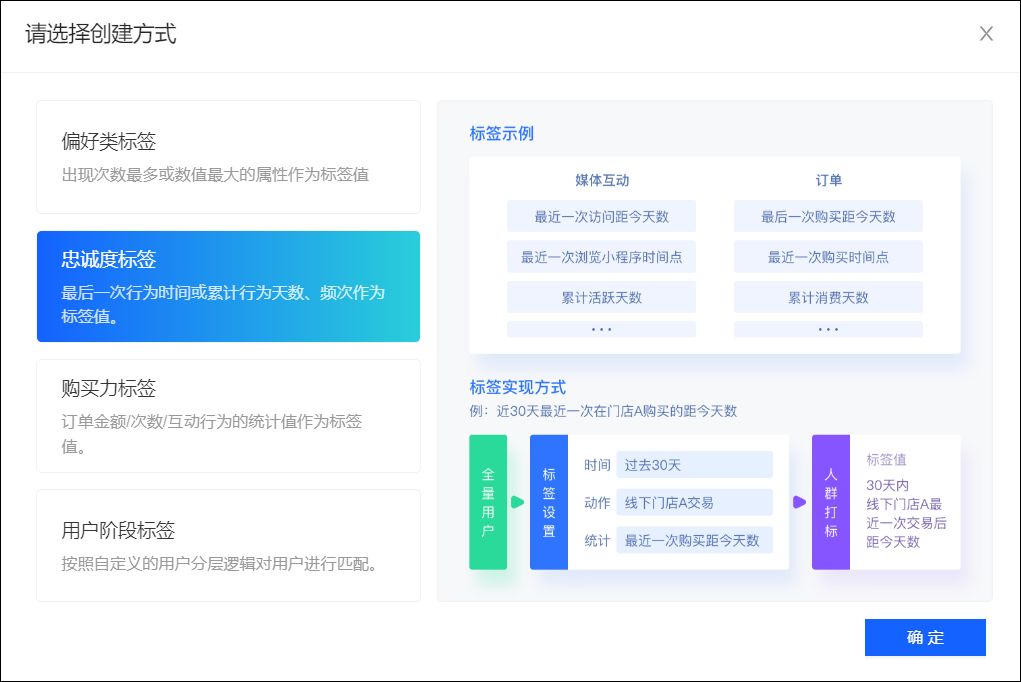 请选择创建方式
偏好类标签
出现次数最多或数值最大的属性作为标签值
忠诚度标签
最后一次行为时间或累计行为天数、频次作为
标签值。
购买力标签
订单金额/次数/互动行为的统计值作为标签
值。
用户阶段标签
按照自定义的用户分层逻辑对用户进行匹配。
标签示例
媒体互动
订单
最近一次访问距今天数
最后一次购买距今天数
最近一次浏览小程序时间点
最近一次购买时间点
累计活跃天数
累计消费天数
···
···
标签实现方式
例：近30天最近一次在门店A购买的距今天数
全量用户
标签设置
时间 过去30天
动作 线下门店A交易
统计 最近一次购买距今天数
人群打标
标签值
30天内
线下门店A最
近一次交易后
距今天数
确 定